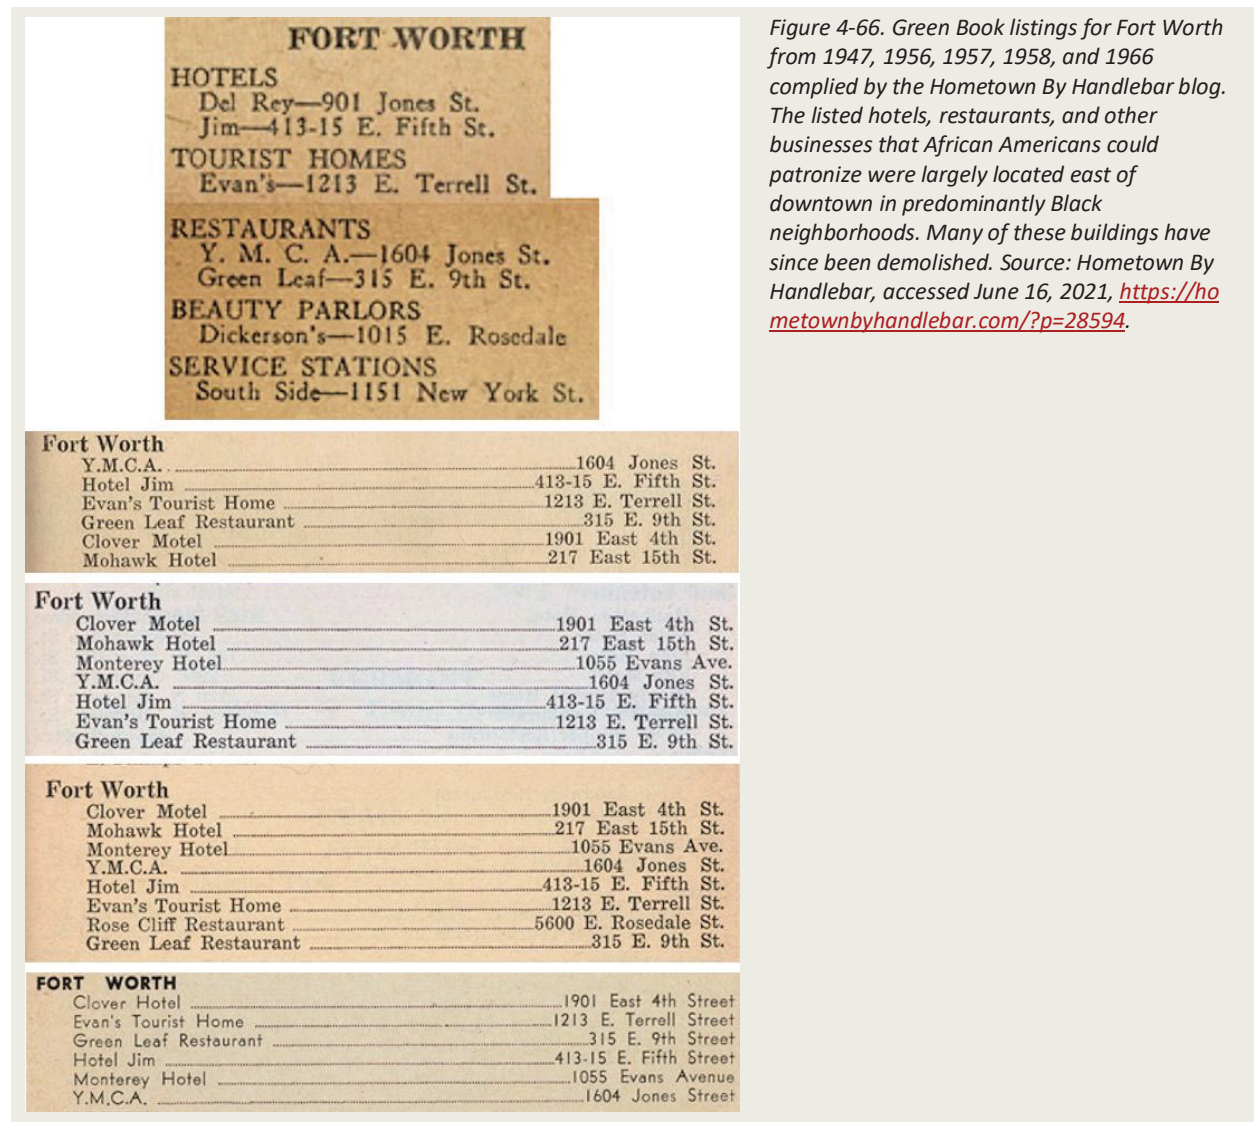 FORT WORTH
HOTELS
Del Rey—901 Jones St.
Jim—413-15 E. Fifth St.
TOURIST HOMES
Evan's—1213 E. Terrell St.
RESTAURANTS
Y. M. C. A.—1604 Jones St.
Green Leaf—315 E. 9th St.
BEAUTY PARLORS
Dickerson's—1015 E. Rosedale
SERVICE STATIONS
South Side—1151 New York St.
Fort Worth
Y.M.C.A. 1604 Jones St.
Hotel Jim 413-15 E. Fifth St.
Evan's Tourist Home 1213 E. Terrell St.
Green Leaf Restaurant 315 E. 9th St.
Clover Motel 1901 East 4th St.
Mohawk Hotel 217 East 15th St.
Fort Worth
Clover Motel 1901 East 4th St.
Mohawk Hotel 217 East 15th St.
Monterey Hotel 1055 Evans Ave.
Y.M.C.A. 1604 Jones St.
Hotel Jim 413-15 E. Fifth St.
Evan's Tourist Home 1213 E. Terrell St.
Green Leaf Restaurant 315 E. 9th St.
Fort Worth
Clover Motel 1901 East 4th St.
Mohawk Hotel 217 East 15th St.
Monterey Hotel 1055 Evans Ave.
Y.M.C.A. 1604 Jones St.
Hotel Jim 413-15 E. Fifth St.
Evan's Tourist Home 1213 E. Terrell St.
Rose Cliff Restaurant 5600 E. Rosedale St.
Green Leaf Restaurant 315 E. 9th St.
FORT WORTH
Clover Hotel 1901 East 4th Street
Evan's Tourist Home 1213 E. Terrell Street
Green Leaf Restaurant 315 E. 9th Street
Hotel Jim 413-15 E. Fifth Street
Monterey Hotel 1055 Evans Avenue
Y.M.C.A. 1604 Jones Street
Figure 4-66. Green Book listings for Fort Worth
from 1947, 1956, 1957, 1958, and 1966
complied by the Hometown By Handlebar blog.
The listed hotels, restaurants, and other
businesses that African Americans could
patronize were largely located east of
downtown in predominantly Black
neighborhoods. Many of these buildings have
since been demolished. Source: Hometown By
Handlebar, accessed June 16, 2021, https://ho
metownbyhandlebar.com/?p=28594.